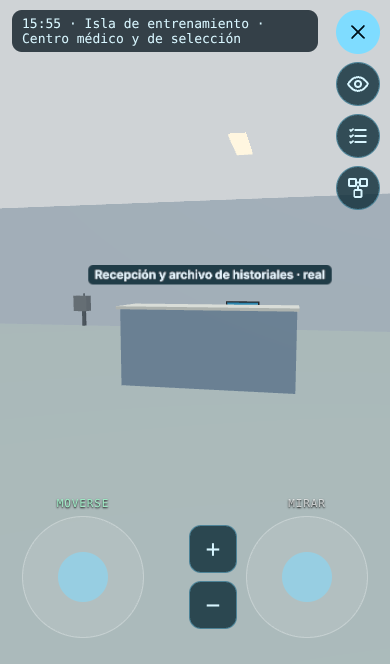 15:55 · Isla de entrenamiento ·
Centro médico y de selección
Recepción y archivo de historiales · real
MOVERSE
MIRAR
+
−